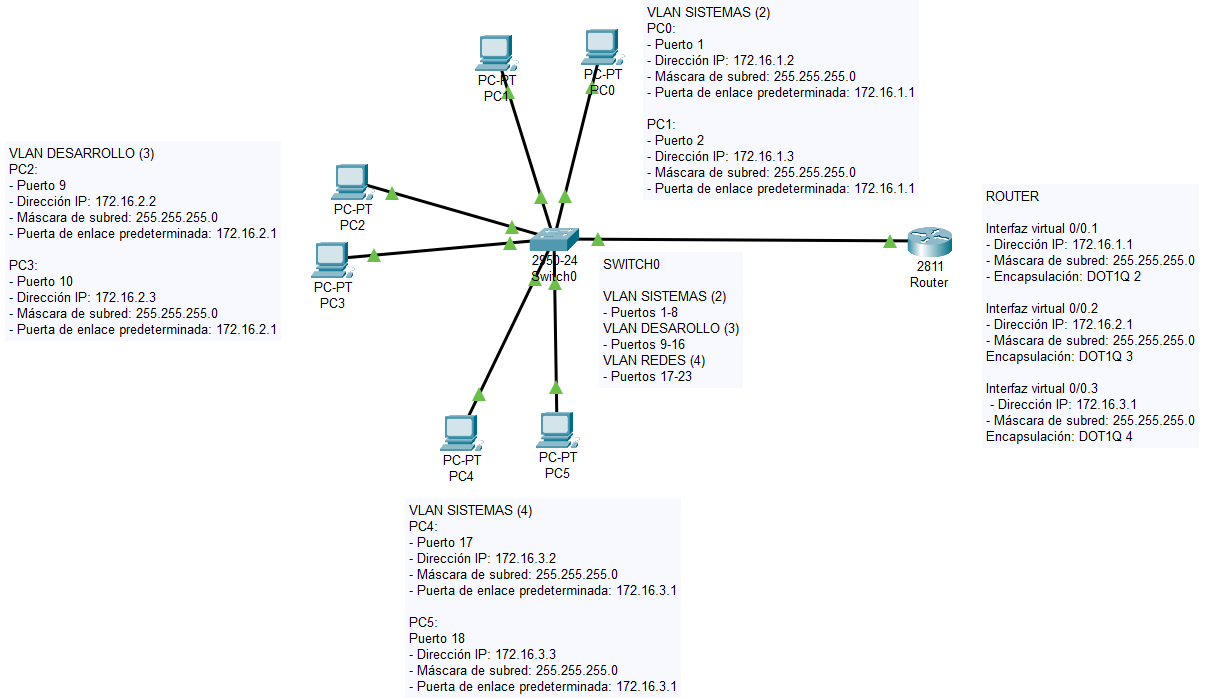 VLAN SISTEMAS (2)
PC0:
- Puerto 1
- Dirección IP: 172.16.1.2
- Máscara de subred: 255.255.255.0
- Puerta de enlace predeterminada: 172.16.1.1
PC1:
- Puerto 2
- Dirección IP: 172.16.1.3
- Máscara de subred: 255.255.255.0
- Puerta de enlace predeterminada: 172.16.1.1
PC-PT
PC1
PC-PT
PC0
VLAN DESARROLLO (3)
PC2:
- Puerto 9
- Dirección IP: 172.16.2.2
- Máscara de subred: 255.255.255.0
- Puerta de enlace predeterminada: 172.16.2.1
PC3:
- Puerto 10
- Dirección IP: 172.16.2.3
- Máscara de subred: 255.255.255.0
- Puerta de enlace predeterminada: 172.16.2.1
PC-PT
PC2
PC-PT
PC3
2950-24
Switch0
SWITCH0
VLAN SISTEMAS (2)
- Puertos 1-8
VLAN DESAROLLO (3)
- Puertos 9-16
VLAN REDES (4)
- Puertos 17-23
2811
Router
ROUTER
Interfaz virtual 0/0.1
- Dirección IP: 172.16.1.1
- Máscara de subred: 255.255.255.0
- Encapsulación: DOT1Q 2
Interfaz virtual 0/0.2
- Dirección IP: 172.16.2.1
- Máscara de subred: 255.255.255.0
Encapsulación: DOT1Q 3
Interfaz virtual 0/0.3
- Dirección IP: 172.16.3.1
- Máscara de subred: 255.255.255.0
Encapsulación: DOT1Q 4
PC-PT
PC4
PC-PT
PC5
VLAN SISTEMAS (4)
PC4:
- Puerto 17
- Dirección IP: 172.16.3.2
- Máscara de subred: 255.255.255.0
- Puerta de enlace predeterminada: 172.16.3.1
PC5:
Puerto 18
- Dirección IP: 172.16.3.3
- Máscara de subred: 255.255.255.0
- Puerta de enlace predeterminada: 172.16.3.1